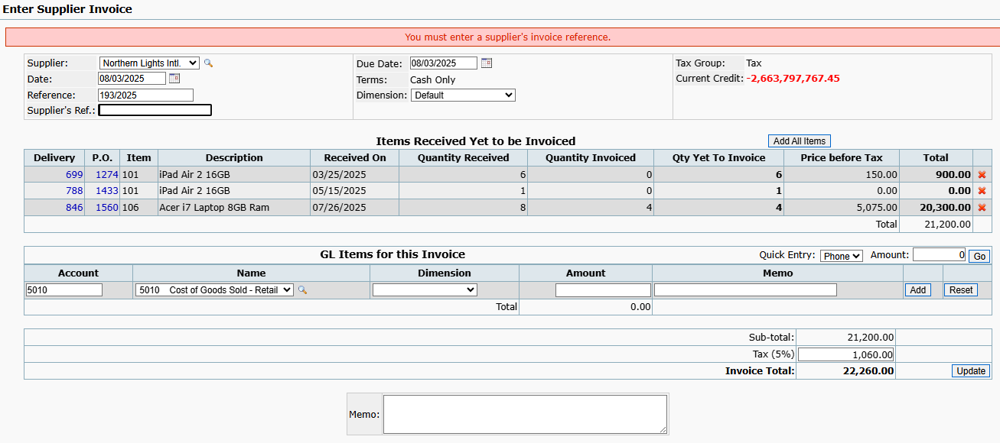 Enter Supplier Invoice
You must enter a supplier's invoice reference.
Supplier: Northern Lights Intl. Due Date: 08/03/2025 Tax Group: Tax
Date: 08/03/2025 Terms: Cash Only Current Credit: -2,663,797,767.45
Reference: 193/2025 Dimension: Default
Supplier's Ref.:
Items Received Yet to be Invoiced Add All Items
Delivery P.O. Item Description Received On Quantity Received Quantity Invoiced Qty Yet To Invoice Price before Tax Total
699 1274 101 iPad Air 2 16GB 03/25/2025 6 0 6 150.00 900.00
788 1433 101 iPad Air 2 16GB 05/15/2025 1 0 1 0.00 0.00
846 1560 106 Acer i7 Laptop 8GB Ram 07/26/2025 8 4 4 5,075.00 20,300.00
Total 21,200.00
GL Items for this Invoice Quick Entry: Phone Amount: 0 Go
Account Name Dimension Amount Memo
5010 5010 Cost of Goods Sold - Retail Add Reset
Total 0.00
Sub-total: 21,200.00
Tax (5%) 1,060.00
Invoice Total: 22,260.00 Update
Memo: